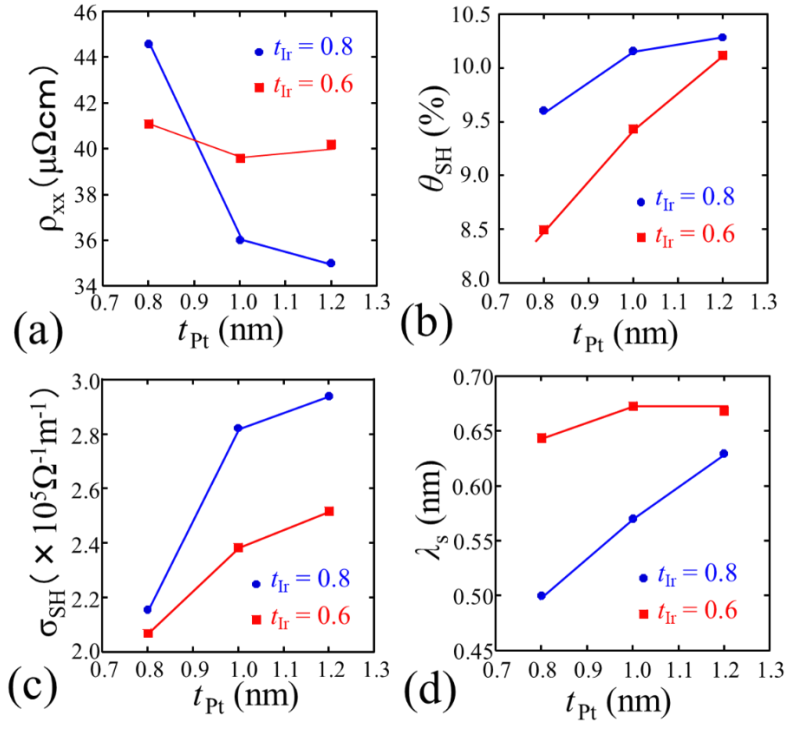 46
44
42
40
38
36
34
ρxx (μΩcm)
tIr = 0.8
tIr = 0.6
0.7 0.8 0.9 1.0 1.1 1.2 1.3
tPt (nm)
(a)
10.5
10.0
9.5
9.0
8.5
8.0
θSH (%)
tIr = 0.8
tIr = 0.6
0.7 0.8 0.9 1.0 1.1 1.2 1.3
tPt (nm)
(b)
3.0
2.8
2.6
2.4
2.2
2.0
σSH ( × 10⁵Ω⁻¹m⁻¹)
tIr = 0.8
tIr = 0.6
0.7 0.8 0.9 1.0 1.1 1.2 1.3
tPt (nm)
(c)
0.70
0.65
0.60
0.55
0.50
0.45
λs (nm)
tIr = 0.8
tIr = 0.6
0.7 0.8 0.9 1.0 1.1 1.2 1.3
tPt (nm)
(d)